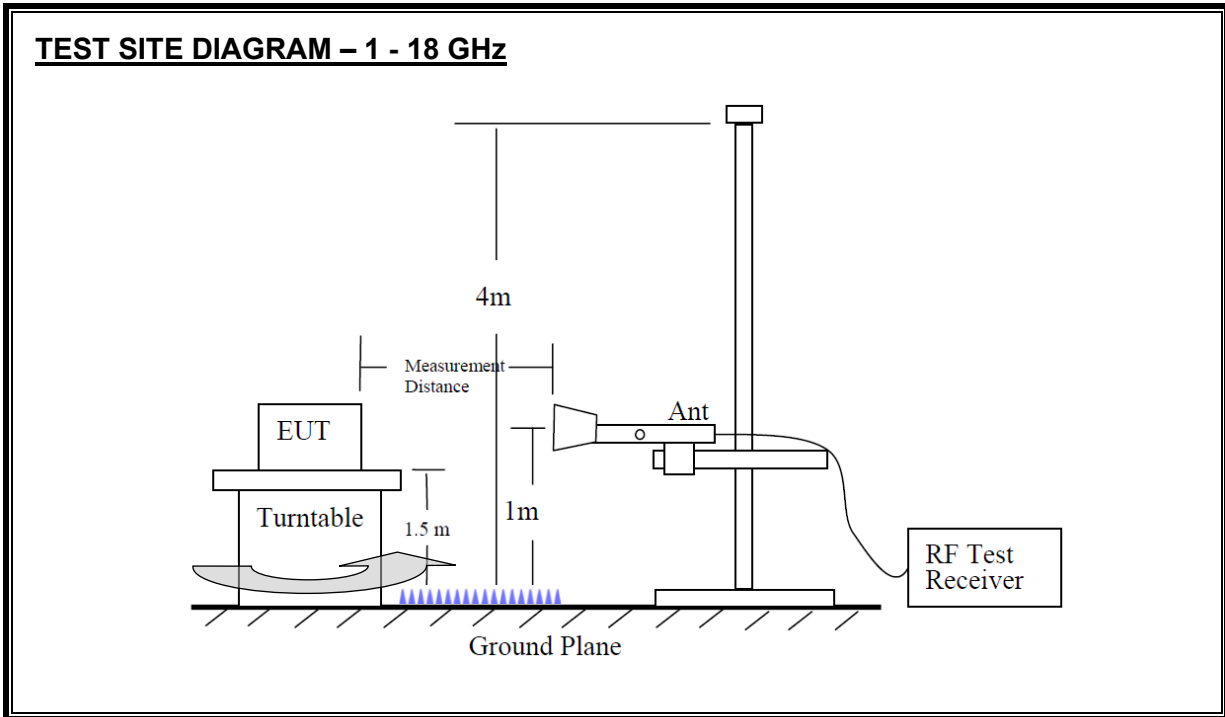 TEST SITE DIAGRAM – 1 - 18 GHz
4m
Measurement
Distance
Ant
EUT
Turntable
1.5 m
1m
RF Test
Receiver
Ground Plane